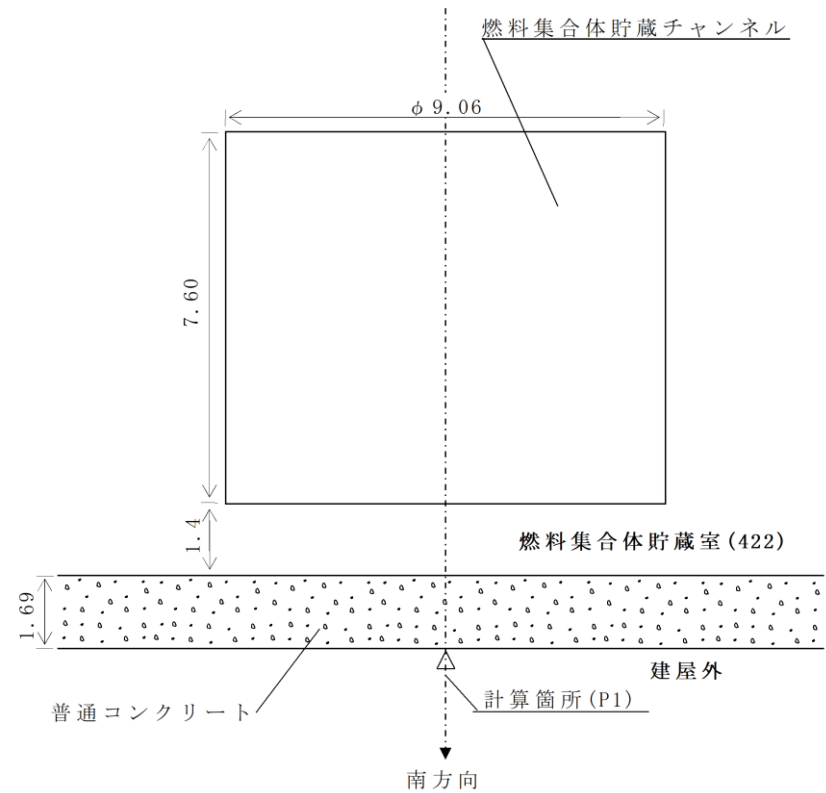 燃料集合体貯蔵チャンネル
φ9.06
7.60
1.4
燃料集合体貯蔵室(422)
1.69
建屋外
計算箇所(P1)
普通コンクリート
南方向